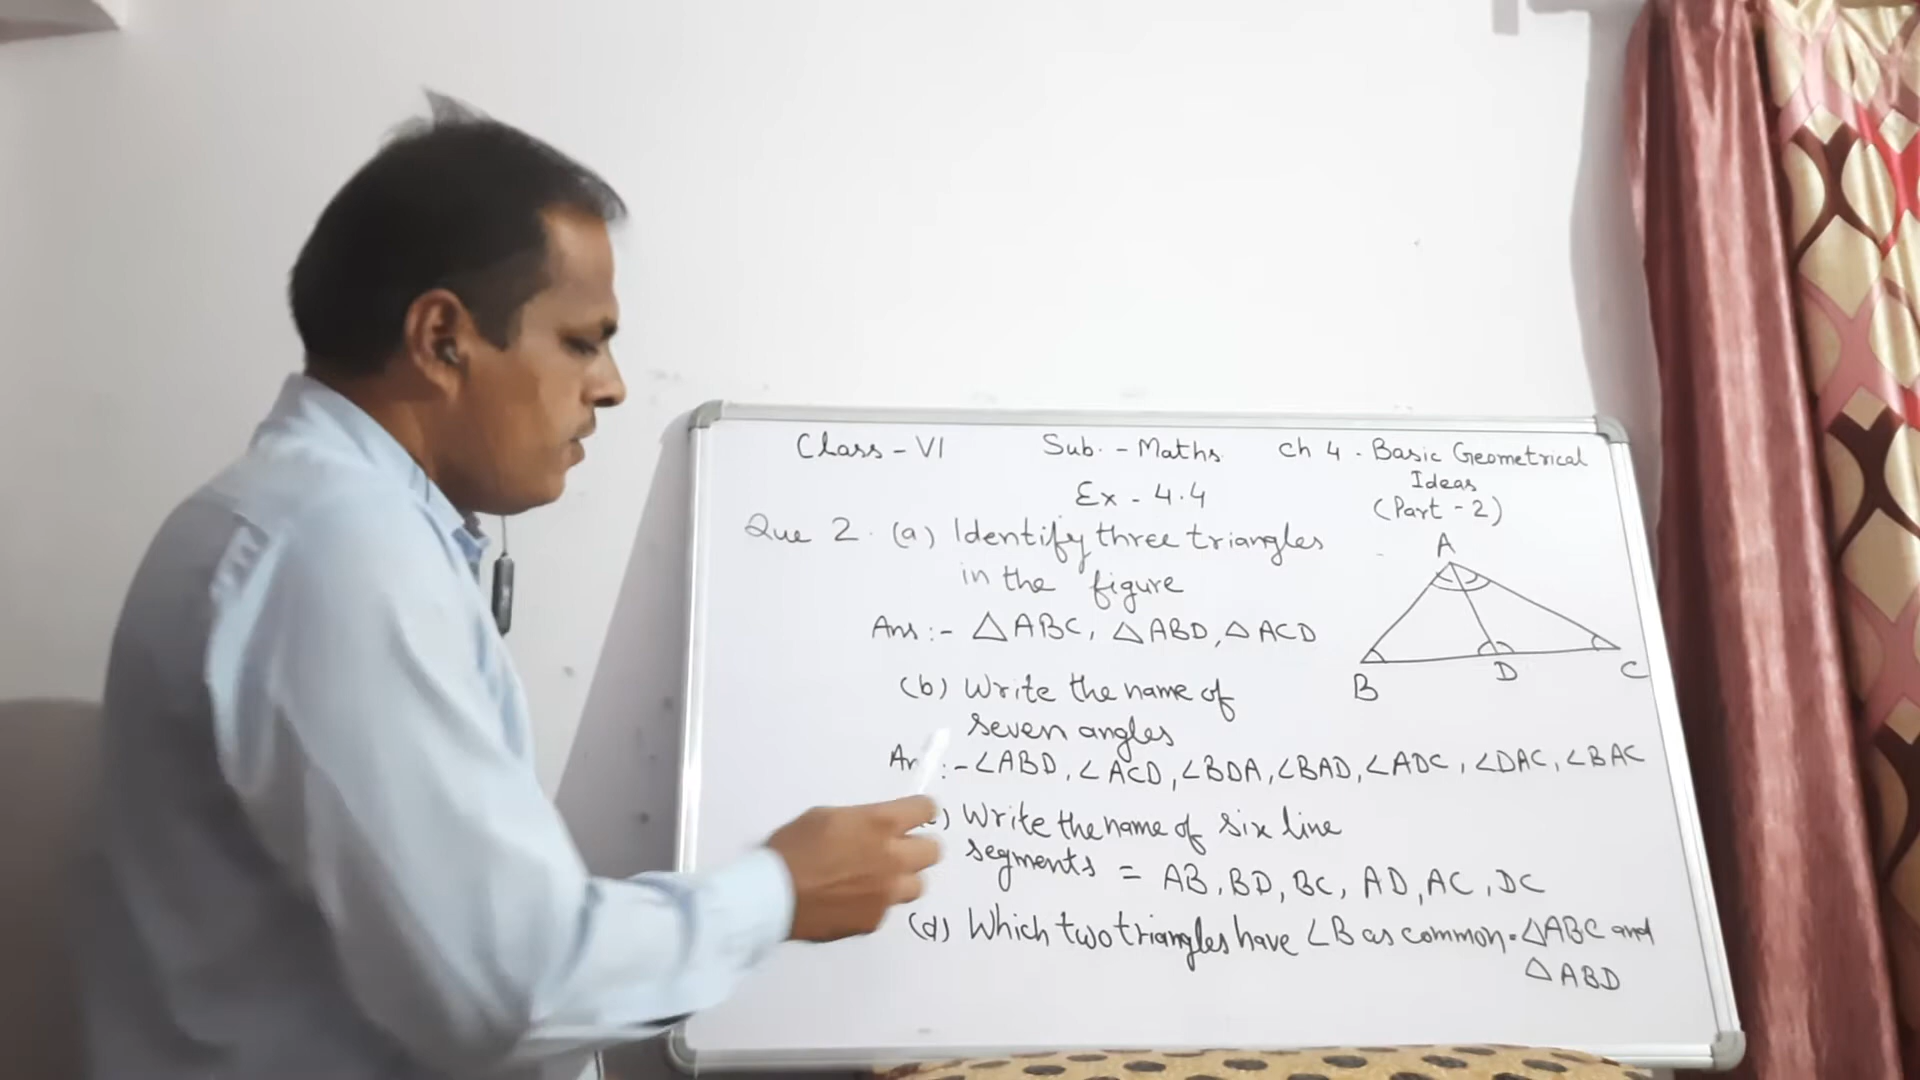 Class - VI Sub. - Maths Ch 4 - Basic Geometrical
Ideas
Ex - 4.4 (Part - 2)
Que 2. (a) Identify three triangles
in the figure
Ans :- △ABC, △ABD, △ACD
A
B D C
(b) Write the name of
seven angles
:- ∠ABD, ∠ACD, ∠BDA, ∠BAD, ∠ADC, ∠DAC, ∠BAC
Write the name of six line
segments = AB, BD, BC, AD, AC, DC
(d) Which two triangles have ∠B as common. △ABC and
△ABD